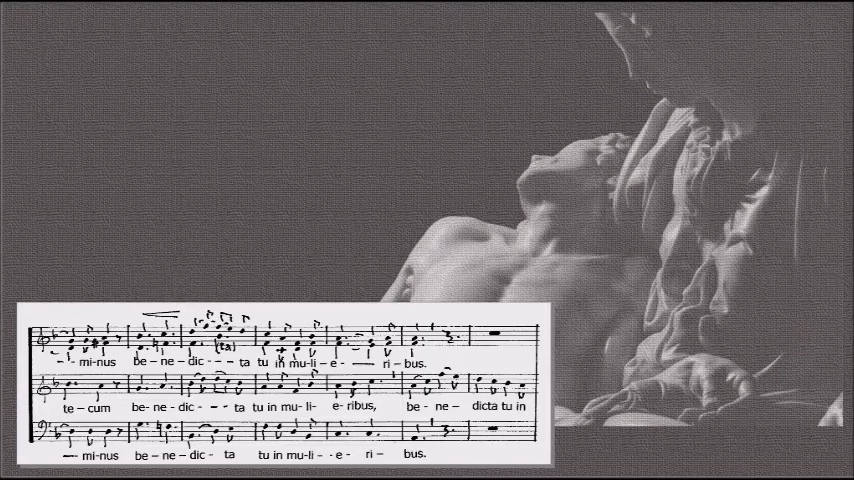 - - mi-nus be - ne - dic - - - ta tu in mu-li - e - —— ri - bus.
(ta)
te - cum be- ne - dic - - - ta tu in mu- li- e- ribus, be - ne - dicta tu in
— mi-nus be - ne - dic - ta tu in mu-li - - e - ri - bus.